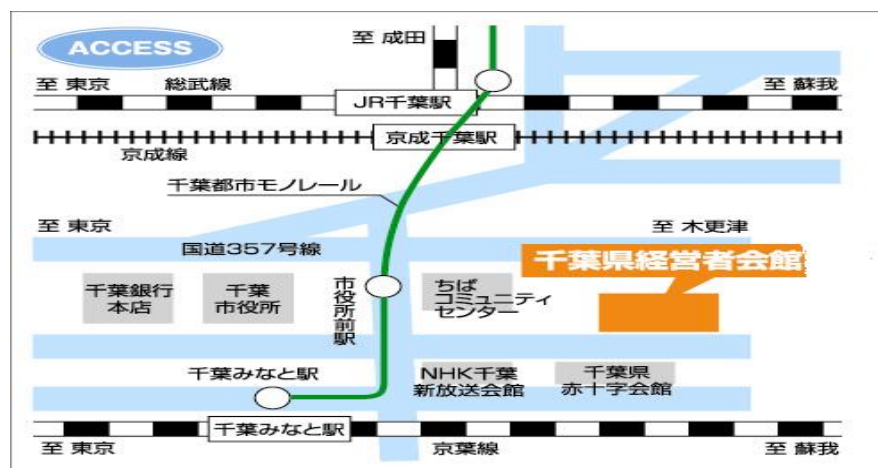 ACCESS
至 成田
至 東京
総武線
至 蘇我
JR千葉駅
京成千葉駅
京成線
千葉都市モノレール
至 東京
至 木更津
国道357号線
千葉県経営者会館
千葉銀行
本店
千葉
市役所
市役所前駅
ちば
コミュニティ
センター
千葉みなと駅
NHK千葉
新放送会館
千葉県
赤十字会館
千葉みなと駅
至 東京
京葉線
至 蘇我